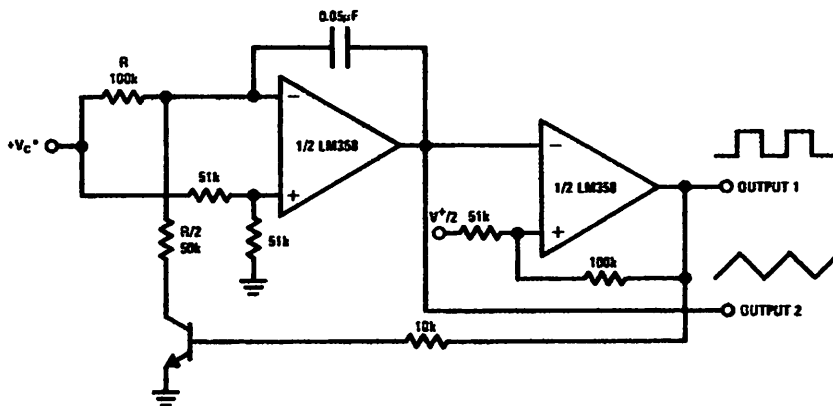 0.05µF
R
100k
+VC*
1/2 LM358
51k
51k
R/2
50k
V+/2
51k
1/2 LM358
100k
OUTPUT 1
OUTPUT 2
10k